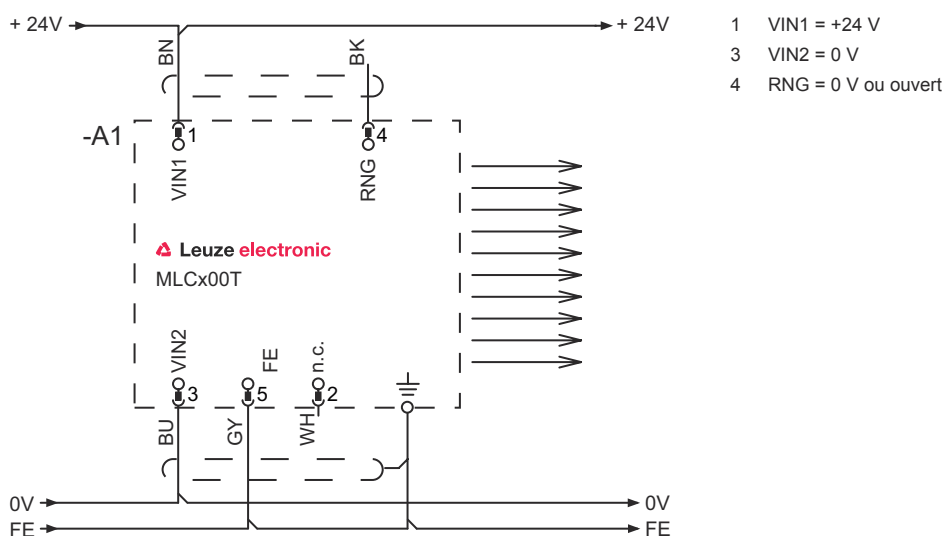 + 24V
+ 24V
BN
BK
1 VIN1 = +24 V
3 VIN2 = 0 V
4 RNG = 0 V ou ouvert
-A1
1
4
VIN1
RNG
Leuze electronic
MLCx00T
VIN2
FE
n.c.
3
5
2
BU
GY
WH
0V
0V
FE
FE